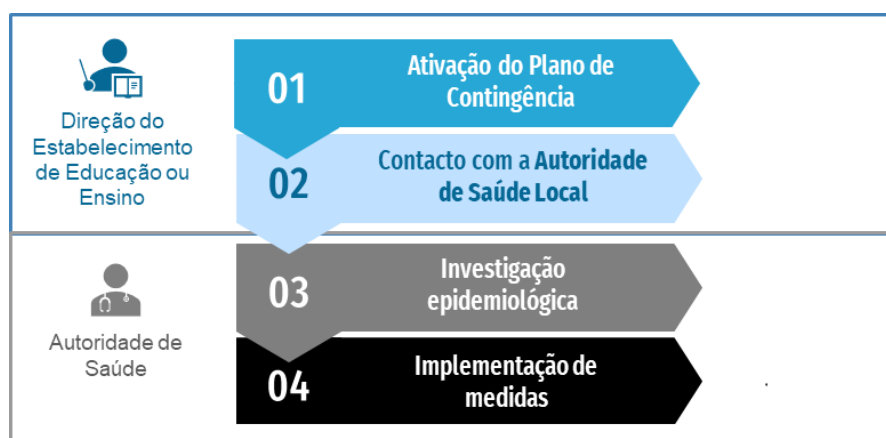 Direção do
Estabelecimento
de Educação ou
Ensino
01
Ativação do Plano de
Contingência
02
Contacto com a Autoridade
de Saúde Local
Autoridade de
Saúde
03
Investigação
epidemiológica
04
Implementação de
medidas
.